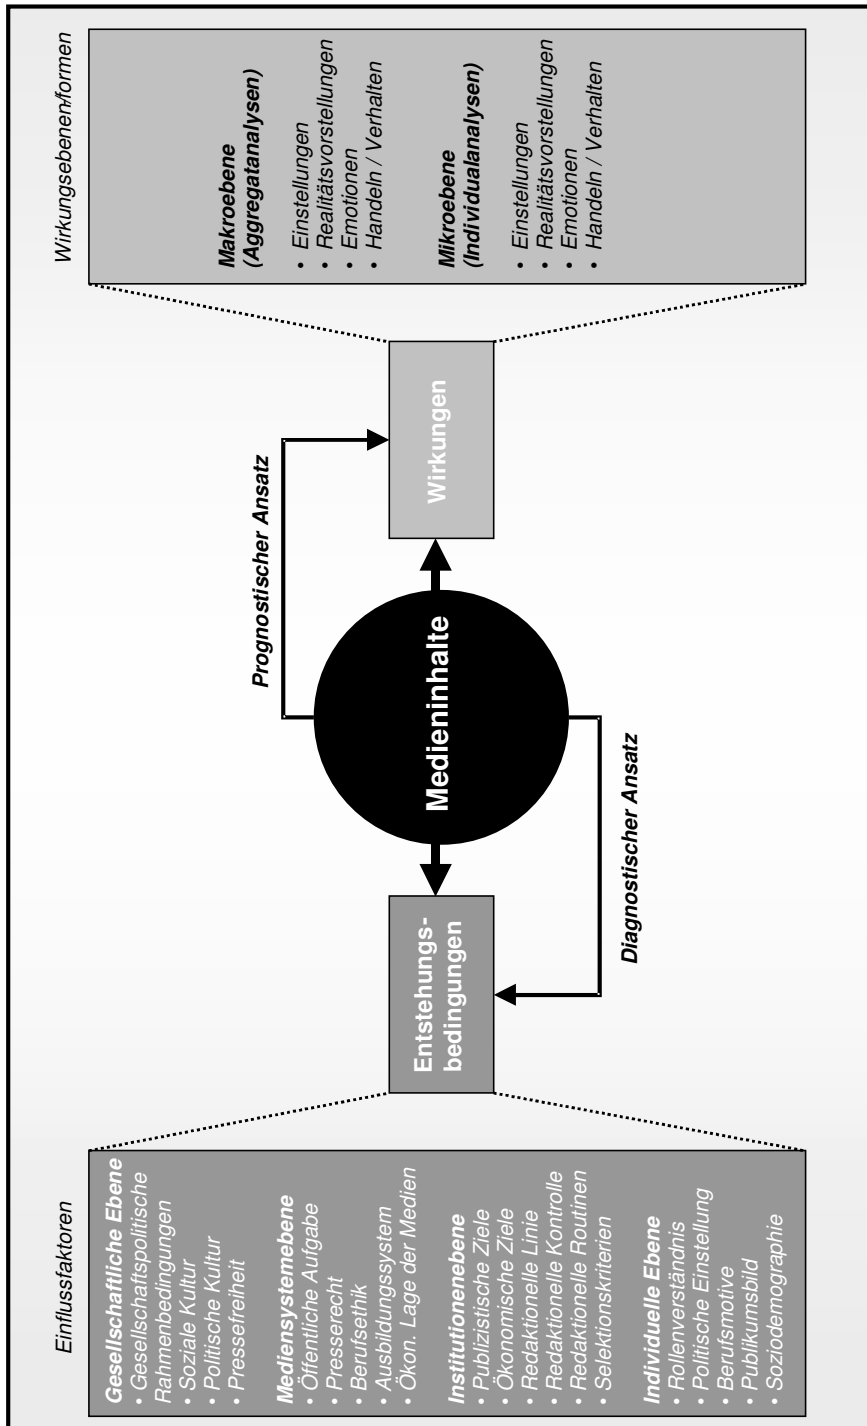 Einflussfaktoren
Gesellschaftliche Ebene
• Gesellschaftspolitische
Rahmenbedingungen
• Soziale Kultur
• Politische Kultur
• Pressefreiheit
Mediensystemebene
• Öffentliche Aufgabe
• Presserecht
• Berufsethik
• Ausbildungssystem
• Ökon. Lage der Medien
Institutionenebene
• Publizistische Ziele
• Ökonomische Ziele
• Redaktionelle Linie
• Redaktionelle Kontrolle
• Redaktionelle Routinen
• Selektionskriterien
Individuelle Ebene
• Rollenverständnis
• Politische Einstellung
• Berufsmotive
• Publikumsbild
• Soziodemographie
Entstehungs-
bedingungen
Diagnostischer Ansatz
Medieninhalte
Prognostischer Ansatz
Wirkungen
Wirkungsebenen/formen
Makroebene
(Aggregatanalysen)
• Einstellungen
• Realitätsvorstellungen
• Emotionen
• Handeln / Verhalten
Mikroebene
(Individualanalysen)
• Einstellungen
• Realitätsvorstellungen
• Emotionen
• Handeln / Verhalten